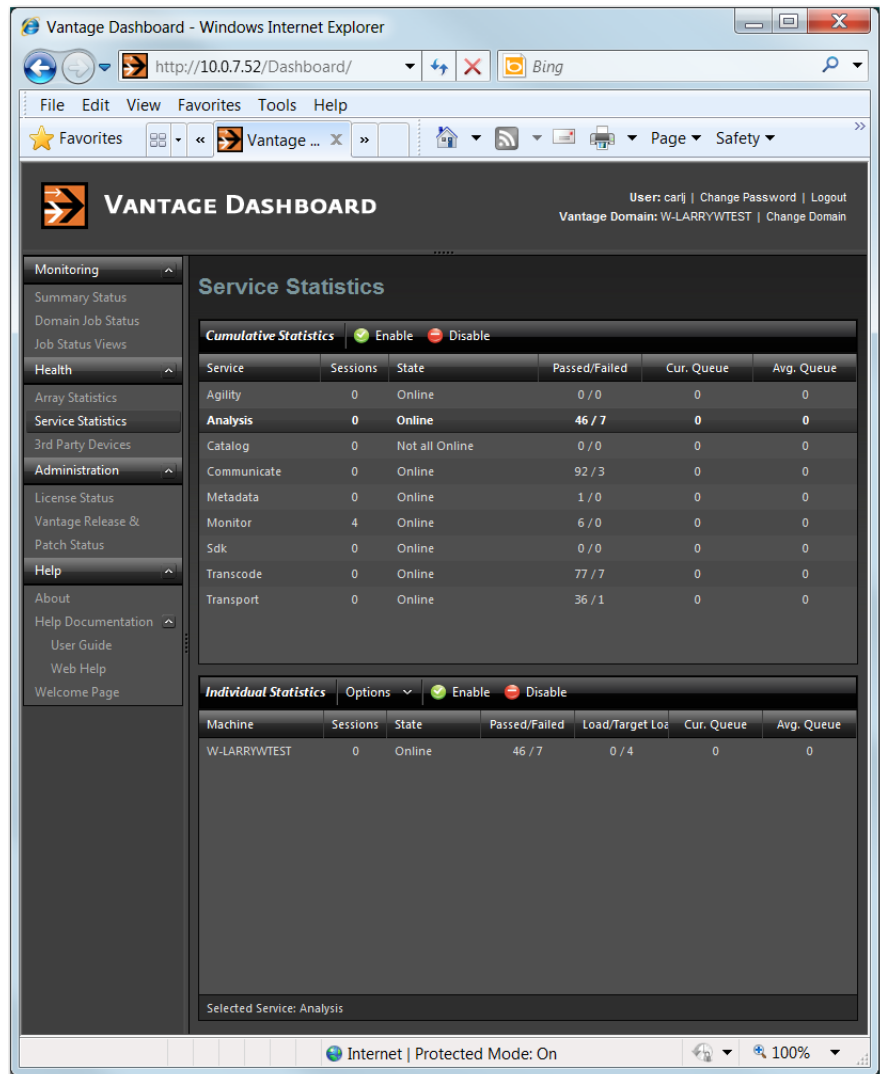 Vantage Dashboard - Windows Internet Explorer
http://10.0.7.52/Dashboard/
Bing
File Edit View Favorites Tools Help
Favorites
Vantage ...
Page Safety
VANTAGE DASHBOARD
User: carlj | Change Password | Logout
Vantage Domain: W-LARRYWTEST | Change Domain
Monitoring
Summary Status
Domain Job Status
Job Status Views
Health
Array Statistics
Service Statistics
3rd Party Devices
Administration
License Status
Vantage Release &
Patch Status
Help
About
Help Documentation
User Guide
Web Help
Welcome Page
Service Statistics
Cumulative Statistics Enable Disable
Service Sessions State Passed/Failed Cur. Queue Avg. Queue
Agility 0 Online 0 / 0 0 0
Analysis 0 Online 46 / 7 0 0
Catalog 0 Not all Online 0 / 0 0 0
Communicate 0 Online 92 / 3 0 0
Metadata 0 Online 1 / 0 0 0
Monitor 4 Online 6 / 0 0 0
Sdk 0 Online 0 / 0 0 0
Transcode 0 Online 77 / 7 0 0
Transport 0 Online 36 / 1 0 0
Individual Statistics Options Enable Disable
Machine Sessions State Passed/Failed Load/Target Loa Cur. Queue Avg. Queue
W-LARRYWTEST 0 Online 46 / 7 0 / 4 0 0
Selected Service: Analysis
Internet | Protected Mode: On
100%